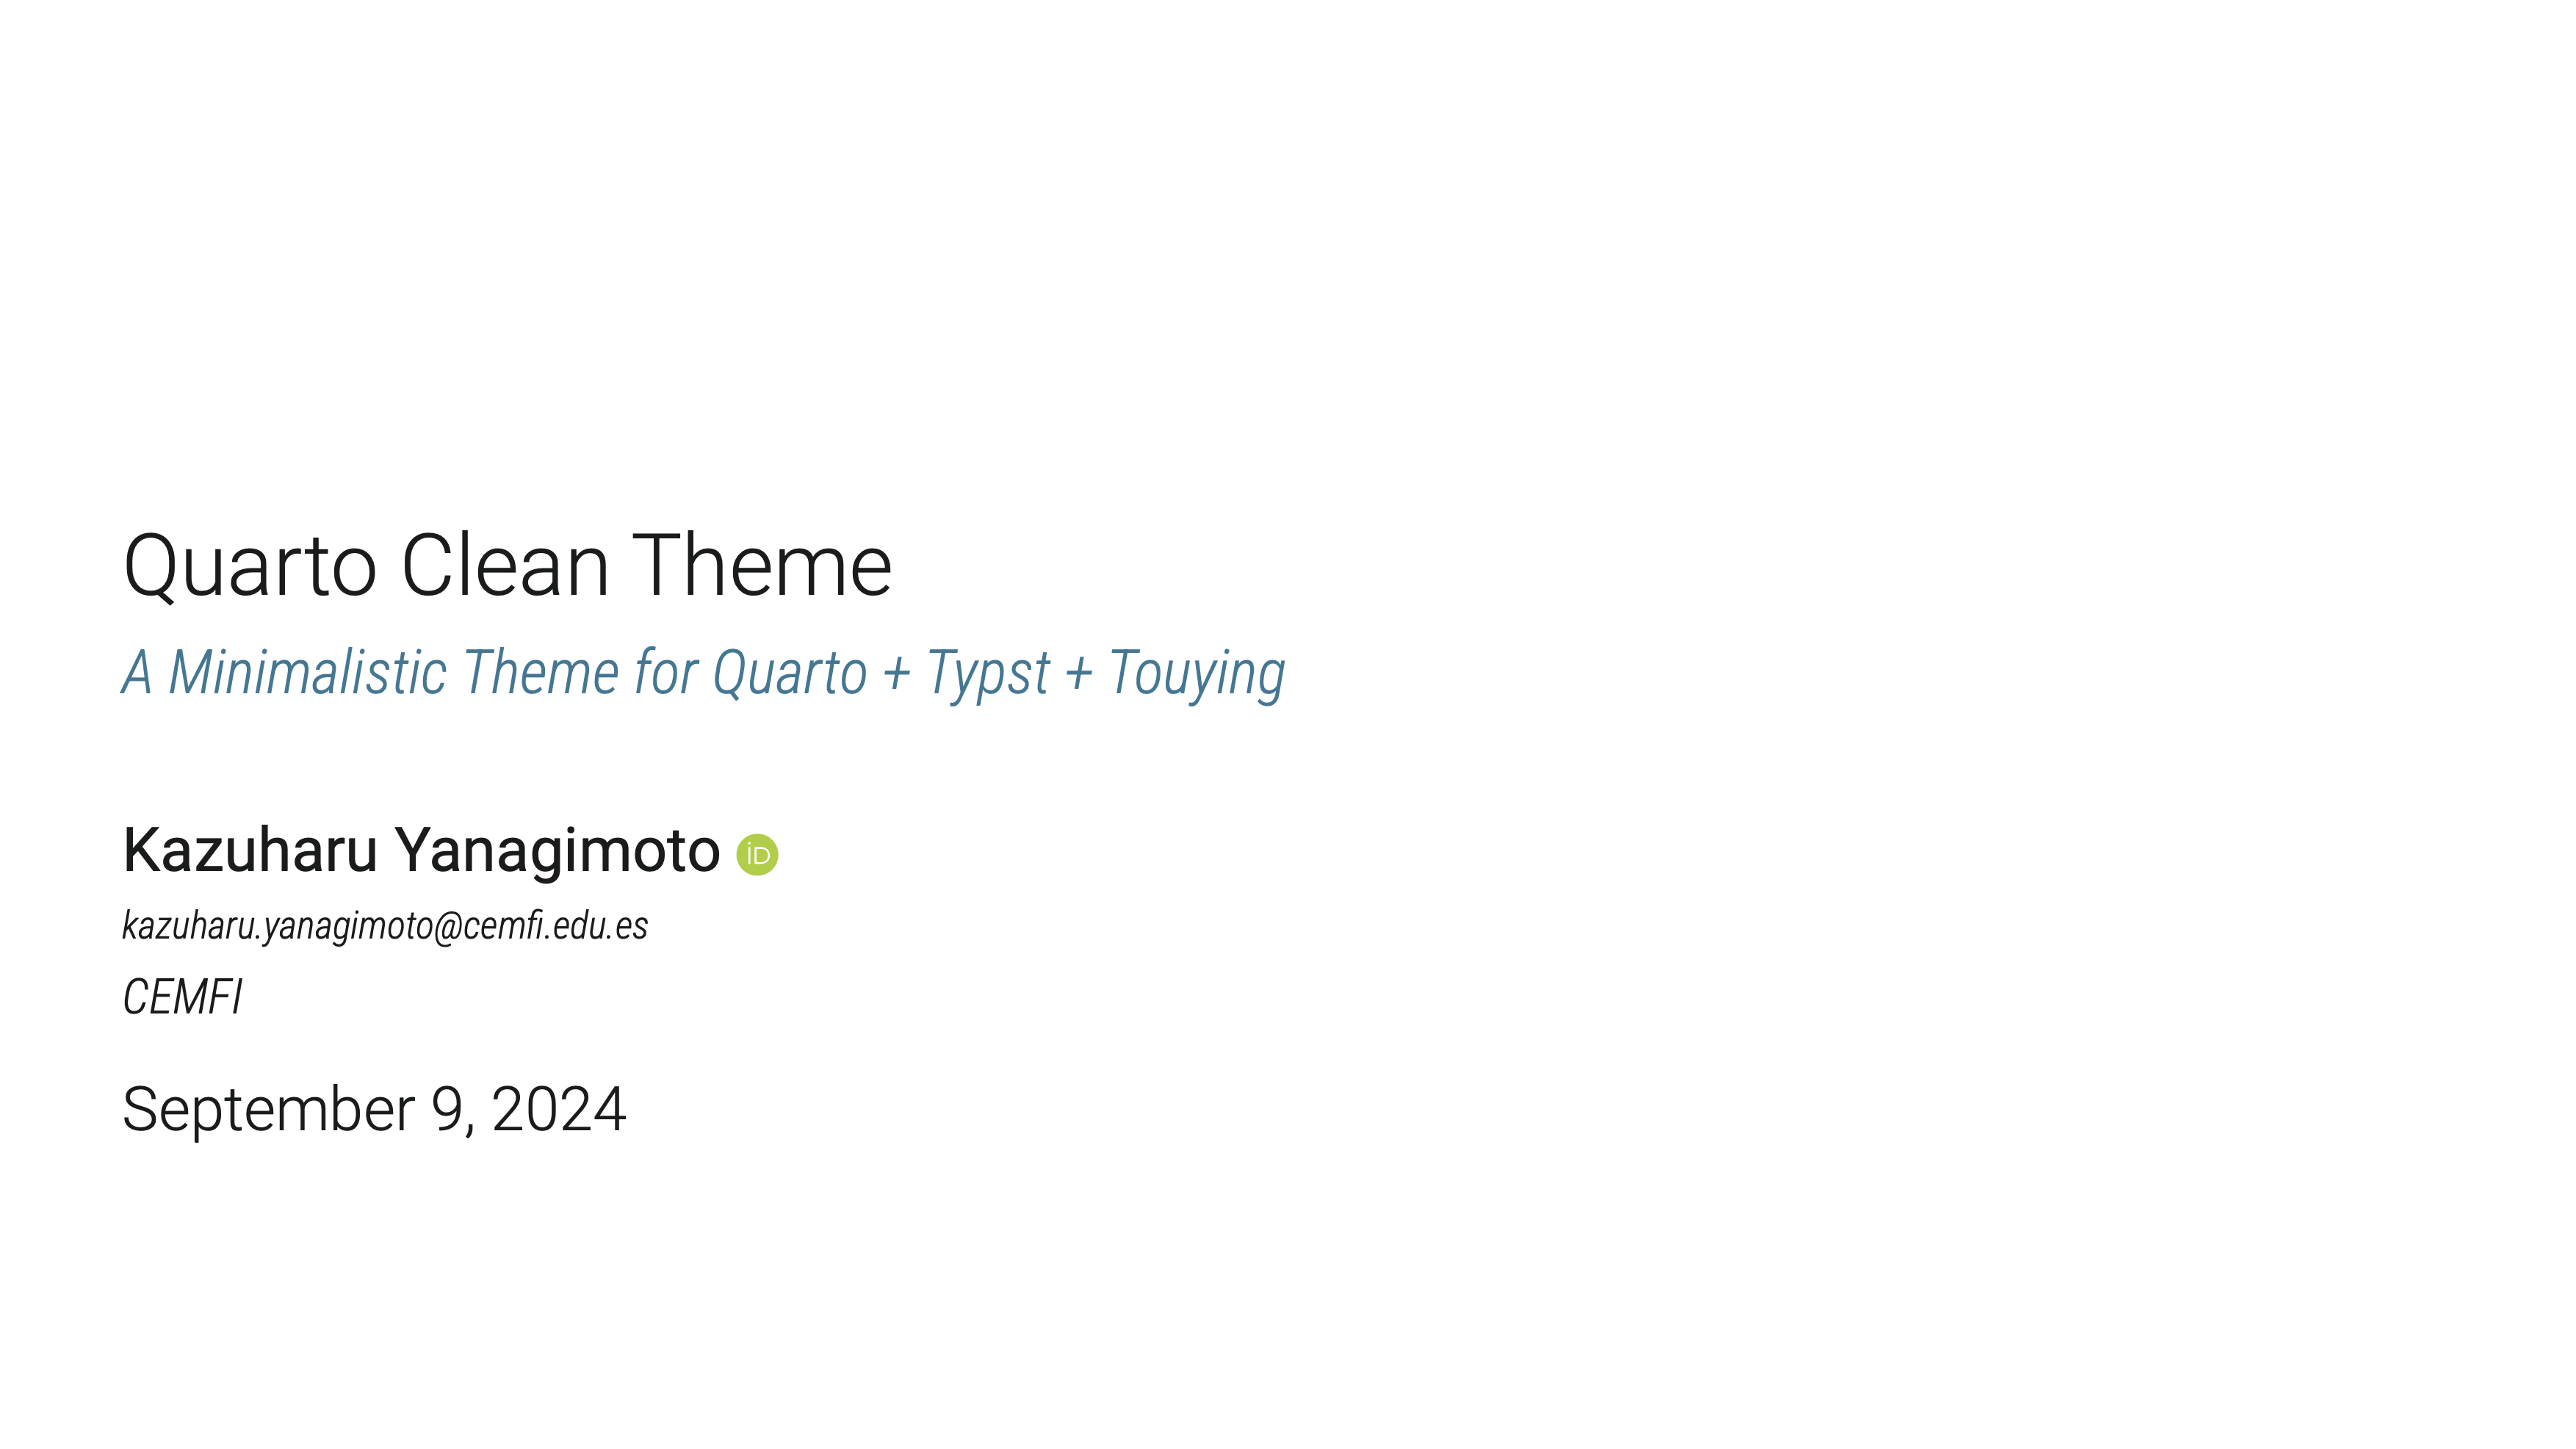 Quarto Clean Theme
A Minimalistic Theme for Quarto + Typst + Touying
Kazuharu Yanagimoto iD
kazuharu.yanagimoto@cemfi.edu.es
CEMFI
September 9, 2024